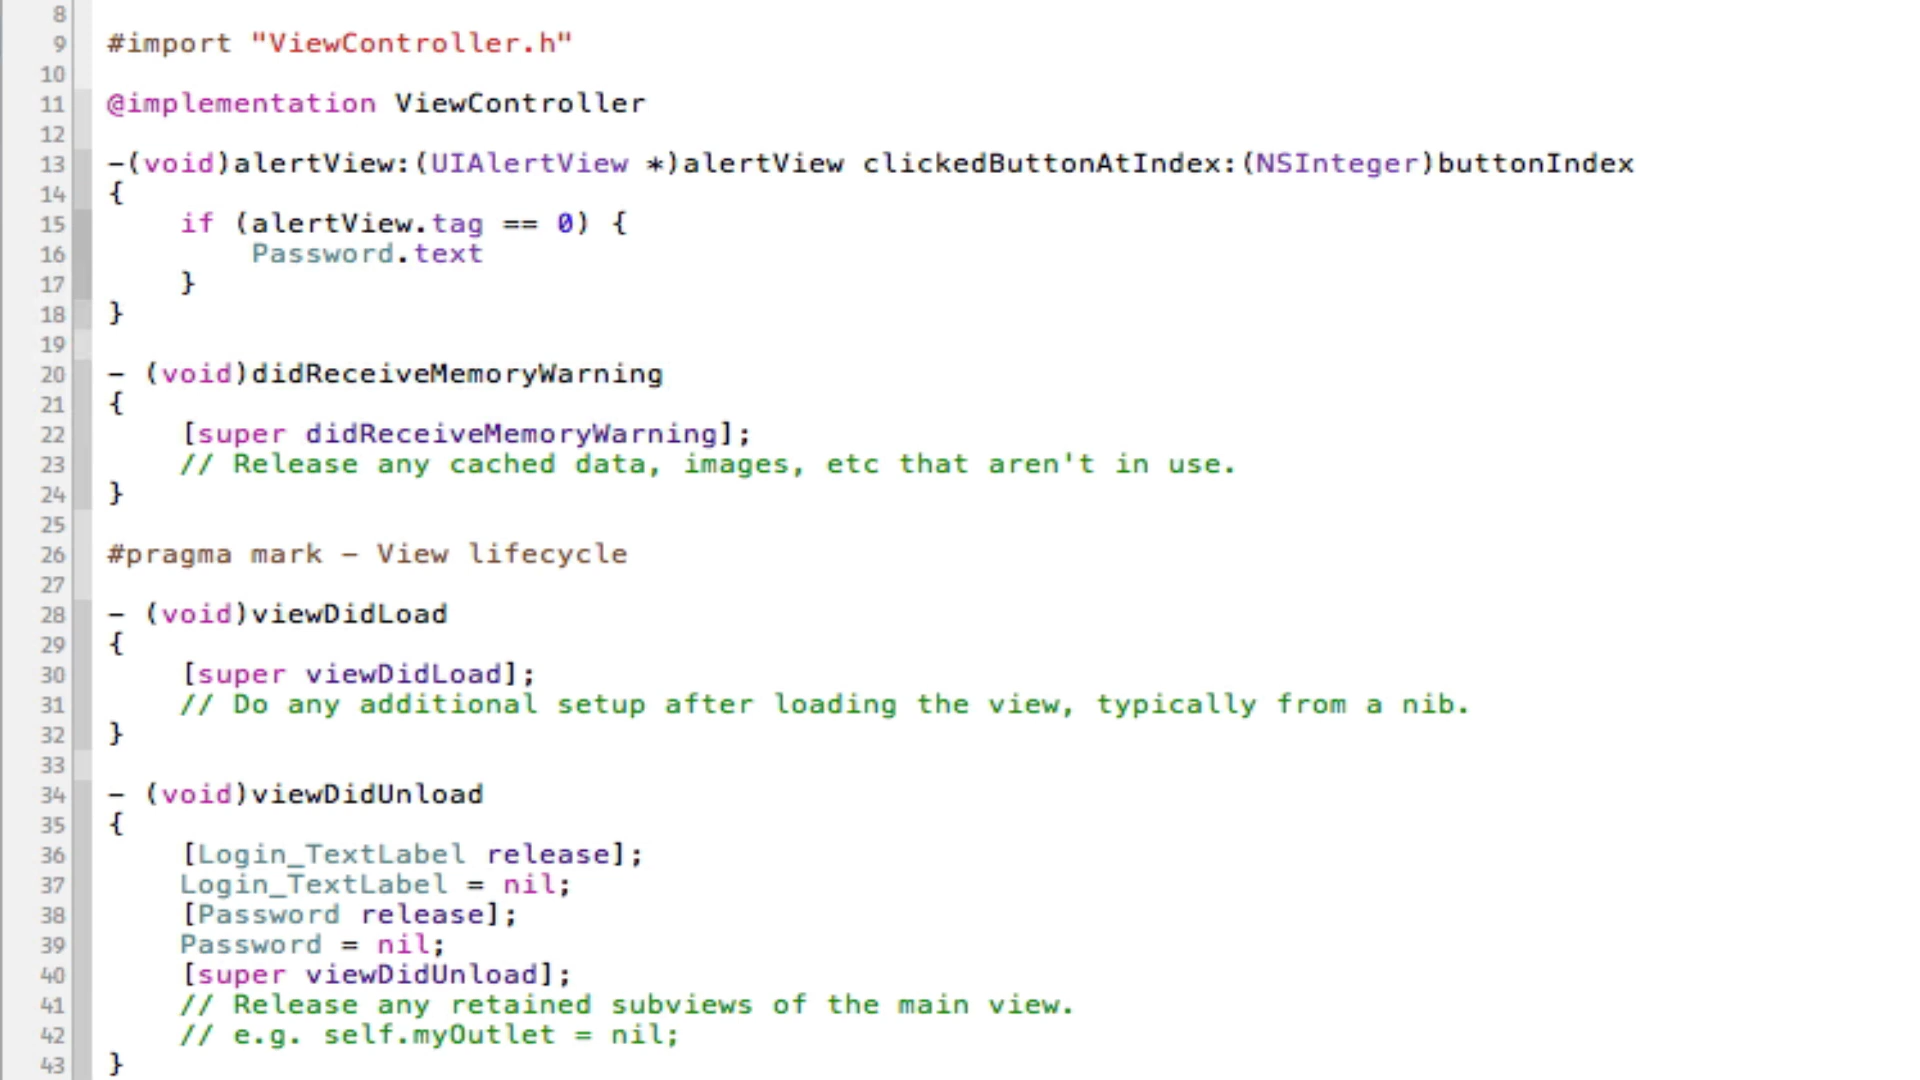 8
9 #import "ViewController.h"
10
11 @implementation ViewController
12
13 -(void)alertView:(UIAlertView *)alertView clickedButtonAtIndex:(NSInteger)buttonIndex
14 {
15     if (alertView.tag == 0) {
16         Password.text
17     }
18 }
19
20 - (void)didReceiveMemoryWarning
21 {
22     [super didReceiveMemoryWarning];
23     // Release any cached data, images, etc that aren't in use.
24 }
25
26 #pragma mark - View lifecycle
27
28 - (void)viewDidLoad
29 {
30     [super viewDidLoad];
31     // Do any additional setup after loading the view, typically from a nib.
32 }
33
34 - (void)viewDidUnload
35 {
36     [Login_TextLabel release];
37     Login_TextLabel = nil;
38     [Password release];
39     Password = nil;
40     [super viewDidUnload];
41     // Release any retained subviews of the main view.
42     // e.g. self.myOutlet = nil;
43 }